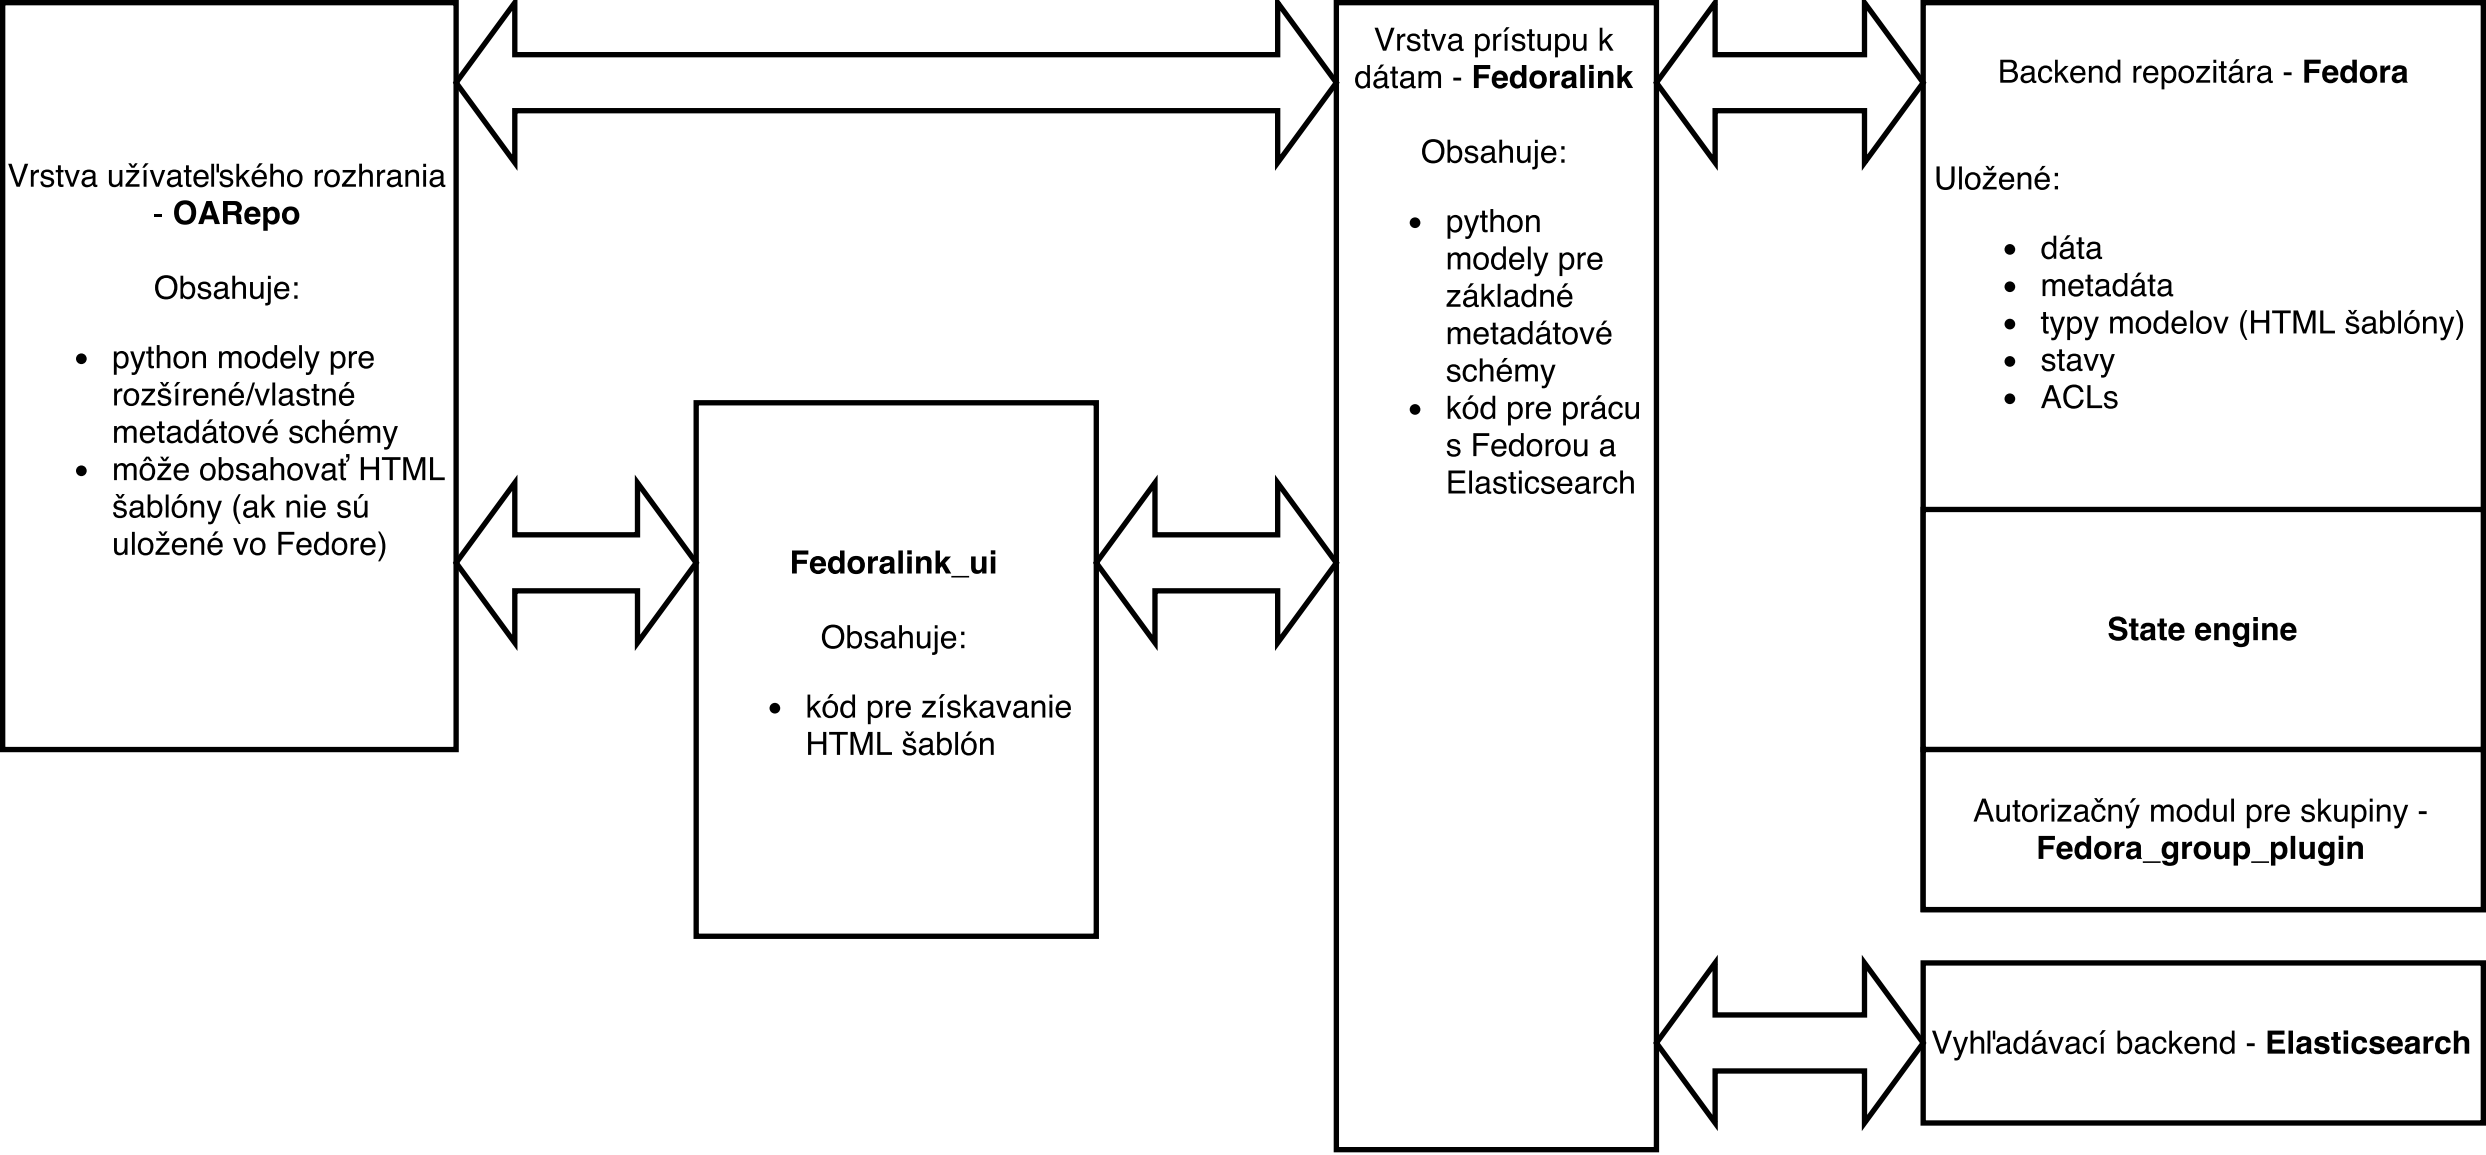 Vrstva užívateľského rozhrania
- OARepo
Obsahuje:
• python modely pre
rozšírené/vlastné
metadátové schémy
• môže obsahovať HTML
šablóny (ak nie sú
uložené vo Fedore)
Fedoralink_ui
Obsahuje:
• kód pre získavanie
HTML šablón
Vrstva prístupu k
dátam - Fedoralink
Obsahuje:
• python
modely pre
základné
metadátové
schémy
• kód pre prácu
s Fedorou a
Elasticsearch
Backend repozitára - Fedora
Uložené:
• dáta
• metadáta
• typy modelov (HTML šablóny)
• stavy
• ACLs
State engine
Autorizačný modul pre skupiny -
Fedora_group_plugin
Vyhľadávací backend - Elasticsearch